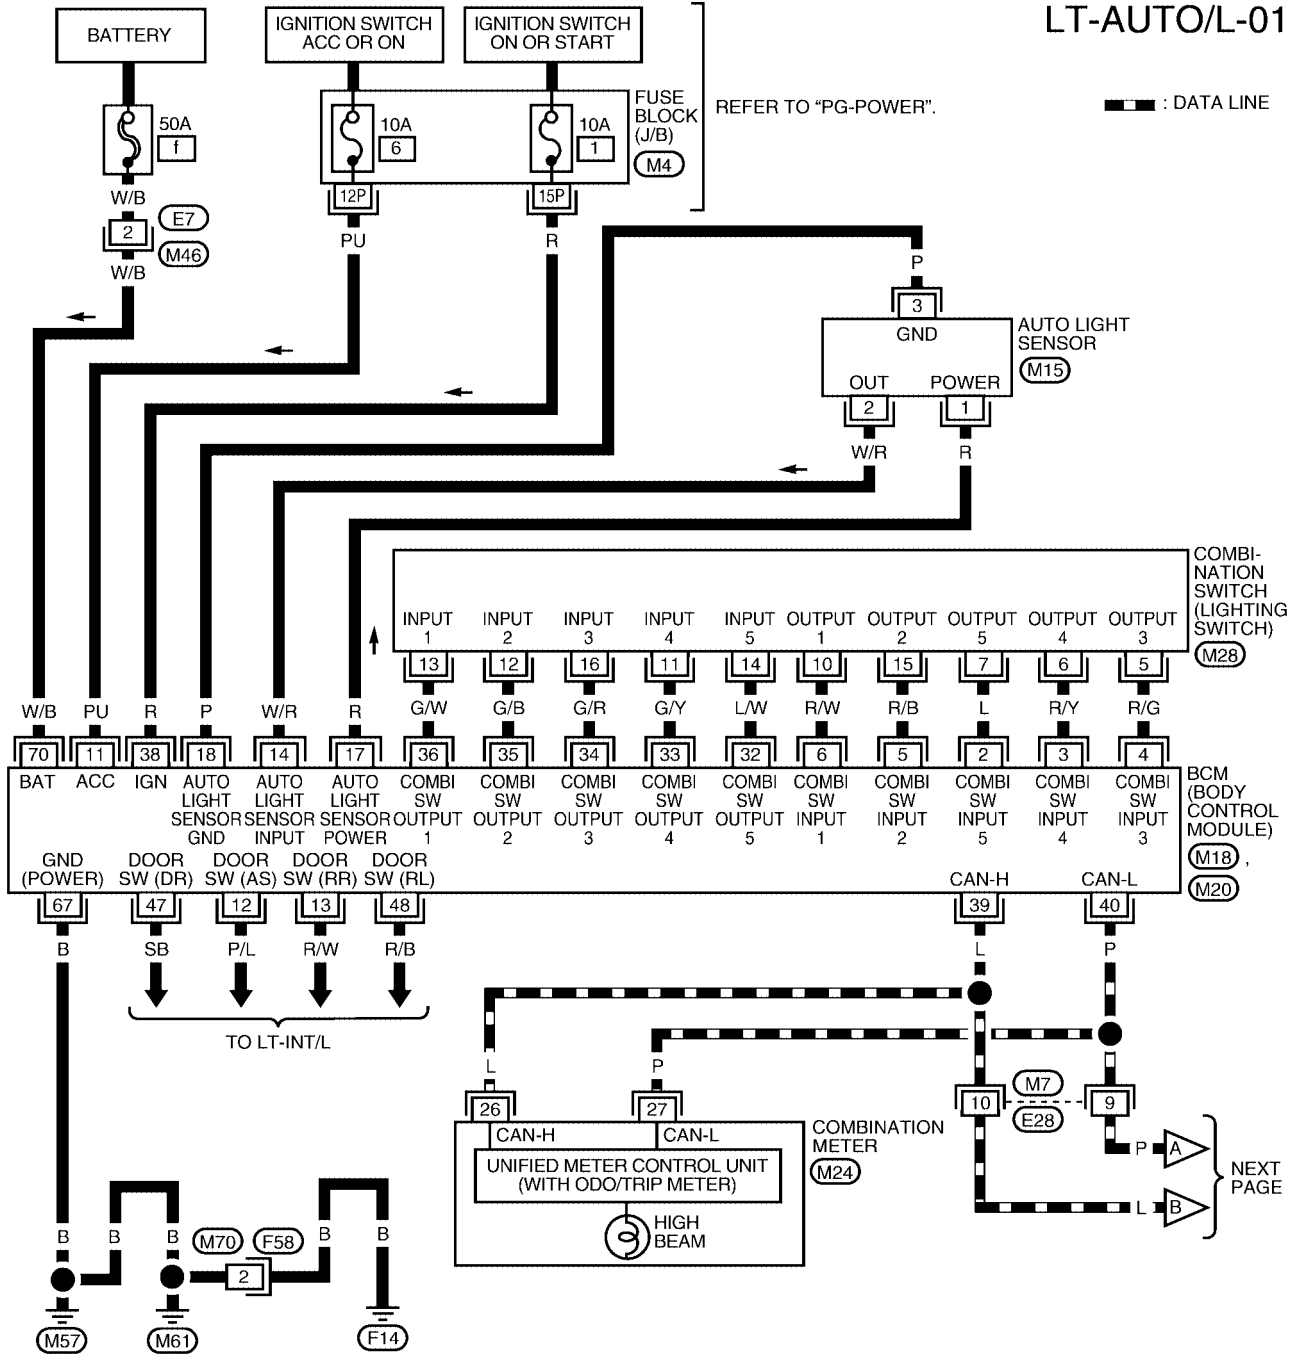 LT-AUTO/L-01
BATTERY
IGNITION SWITCH
ACC OR ON
IGNITION SWITCH
ON OR START
: DATA LINE
REFER TO “PG-POWER”.
FUSE
BLOCK
(J/B)
M4
50A
f
10A
6
10A
1
W/B
12P
15P
2
E7
M46
PU
R
W/B
P
3
GND
AUTO LIGHT
SENSOR
M15
OUT
POWER
2
1
W/R
R
COMBI-
NATION
SWITCH
(LIGHTING
SWITCH)
M28
INPUT
1
INPUT
2
INPUT
3
INPUT
4
INPUT
5
OUTPUT
1
OUTPUT
2
OUTPUT
5
OUTPUT
4
OUTPUT
3
13
12
16
11
14
10
15
7
6
5
W/B
PU
R
P
W/R
R
G/W
G/B
G/R
G/Y
L/W
R/W
R/B
L
R/Y
R/G
70
11
38
18
14
17
36
35
34
33
32
6
5
2
3
4
BAT
ACC
IGN
AUTO
LIGHT
SENSOR
GND
AUTO
LIGHT
SENSOR
INPUT
AUTO
LIGHT
SENSOR
POWER
COMBI
SW
OUTPUT
1
COMBI
SW
OUTPUT
2
COMBI
SW
OUTPUT
3
COMBI
SW
OUTPUT
4
COMBI
SW
OUTPUT
5
COMBI
SW
INPUT
1
COMBI
SW
INPUT
2
COMBI
SW
INPUT
5
COMBI
SW
INPUT
4
COMBI
SW
INPUT
3
BCM
(BODY
CONTROL
MODULE)
M18 ,
M20
GND
(POWER)
DOOR
SW (DR)
DOOR
SW (AS)
DOOR
SW (RR)
DOOR
SW (RL)
CAN-H
CAN-L
67
47
12
13
48
39
40
B
SB
P/L
R/W
R/B
L
P
TO LT-INT/L
L
P
26
27
10
M7
E28
9
CAN-H
CAN-L
UNIFIED METER CONTROL UNIT
(WITH ODO/TRIP METER)
HIGH
BEAM
COMBINATION
METER
M24
P
A
L
B
NEXT
PAGE
B
B
B
M70
F58
B
B
2
M57
M61
F14